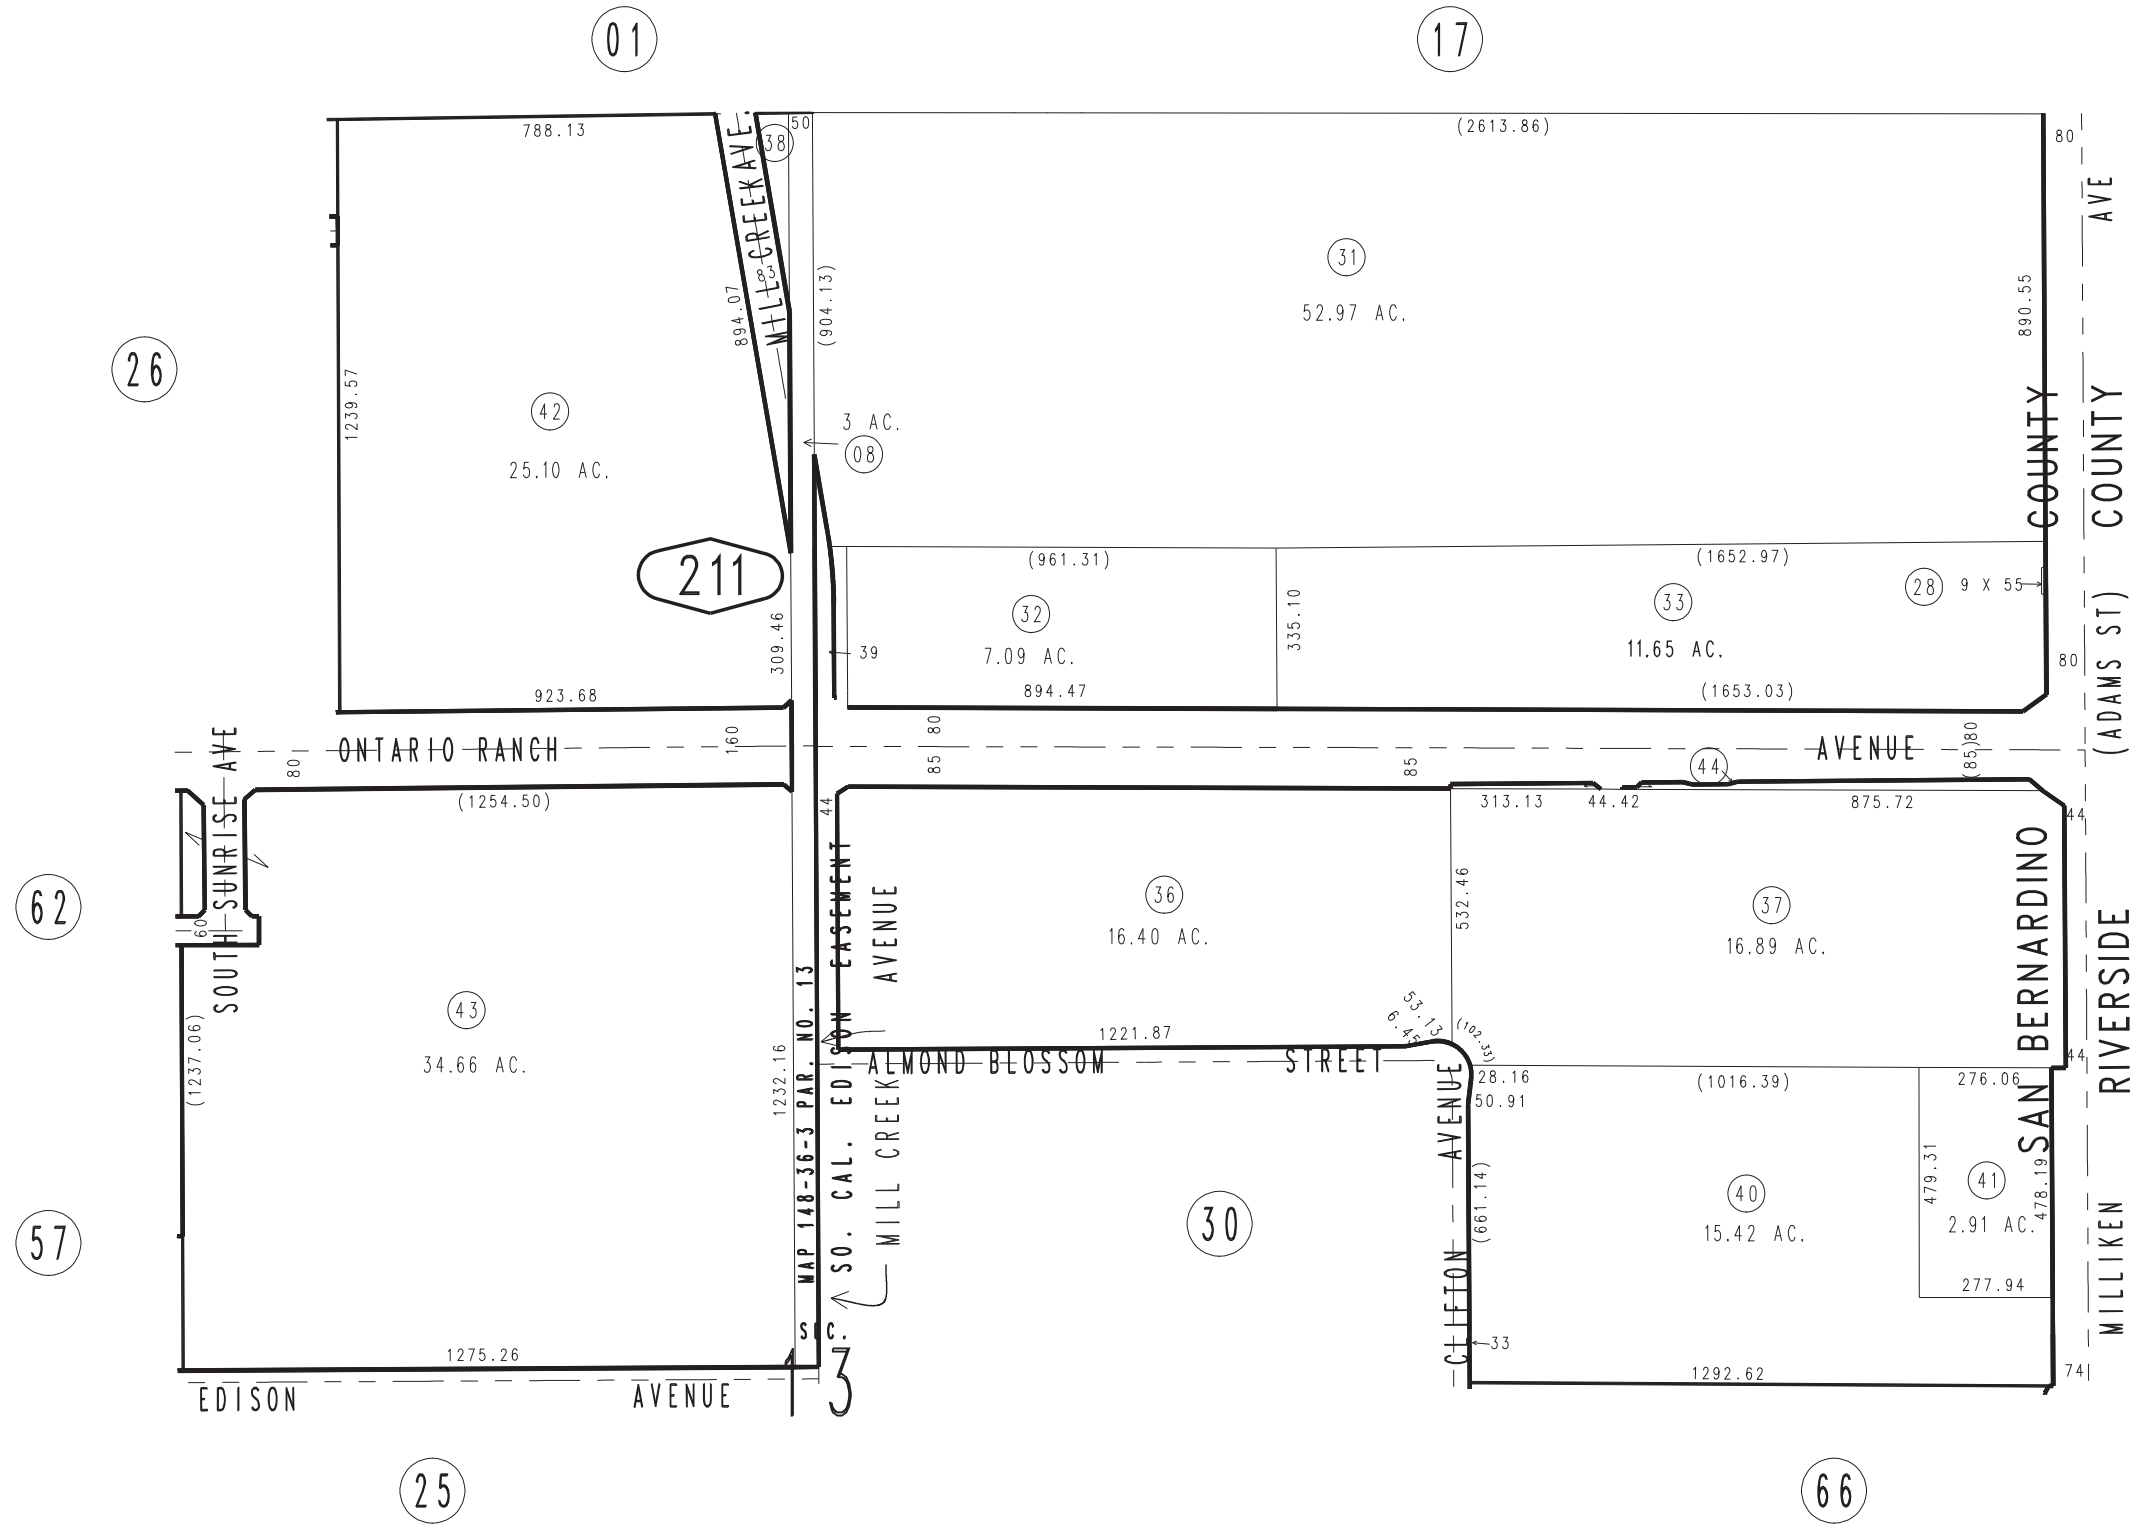 01
17
788.13
50
(2613.86)
80
38
MILL CREEK AVE.
83
894.07
(904.13)
31
52.97 AC.
890.55
AVE
26
1239.57
42
25.10 AC.
3 AC.
08
COUNTY
COUNTY
211
(961.31)
(1652.97)
28
9 X 55
32
7.09 AC.
335.10
33
11.65 AC.
309.46
39
80
(ADAMS ST)
923.68
894.47
(1653.03)
ONTARIO RANCH
AVENUE
160
80
80
85
85
(85)80
44
SOUTH SUNRISE AVE
(1254.50)
44
313.13
44.42
875.72
44
62
60
36
16.40 AC.
532.46
37
16.89 AC.
SAN BERNARDINO
RIVERSIDE
43
34.66 AC.
(1237.06)
1232.16
MAP 148-36-3 PAR. NO. 13
SO. CAL. EDISON EASEMENT
MILL CREEK
AVENUE
1221.87
53.13
6.45
(102.33)
44
ALMOND BLOSSOM
STREET
28.16
50.91
(1016.39)
276.06
57
30
CLIFTON AVENUE
(661.14)
40
15.42 AC.
479.31
41
2.91 AC.
478.19
277.94
MILLIKEN
33
SEC.
13
1275.26
1292.62
74
EDISON
AVENUE
25
66